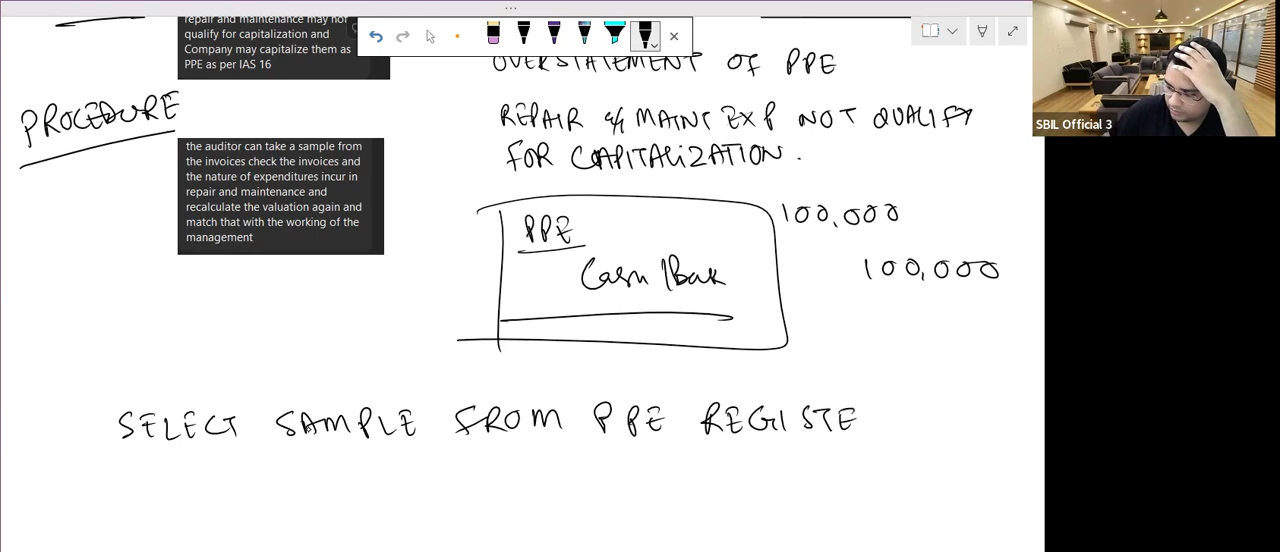 repair and maintenance may not
qualify for capitalization and
Company may capitalize them as
PPE as per IAS 16
OVERSTATEMENT OF PPE
PROCEDURE
REPAIR & MAINT EXP NOT QUALIFY
FOR CAPITALIZATION.
the auditor can take a sample from
the invoices check the invoices and
the nature of expenditures incur in
repair and maintenance and
recalculate the valuation again and
match that with the working of the
management
PPE 100,000
Cash/Bank 100,000
SELECT SAMPLE FROM PPE REGISTE
SBIL Official 3